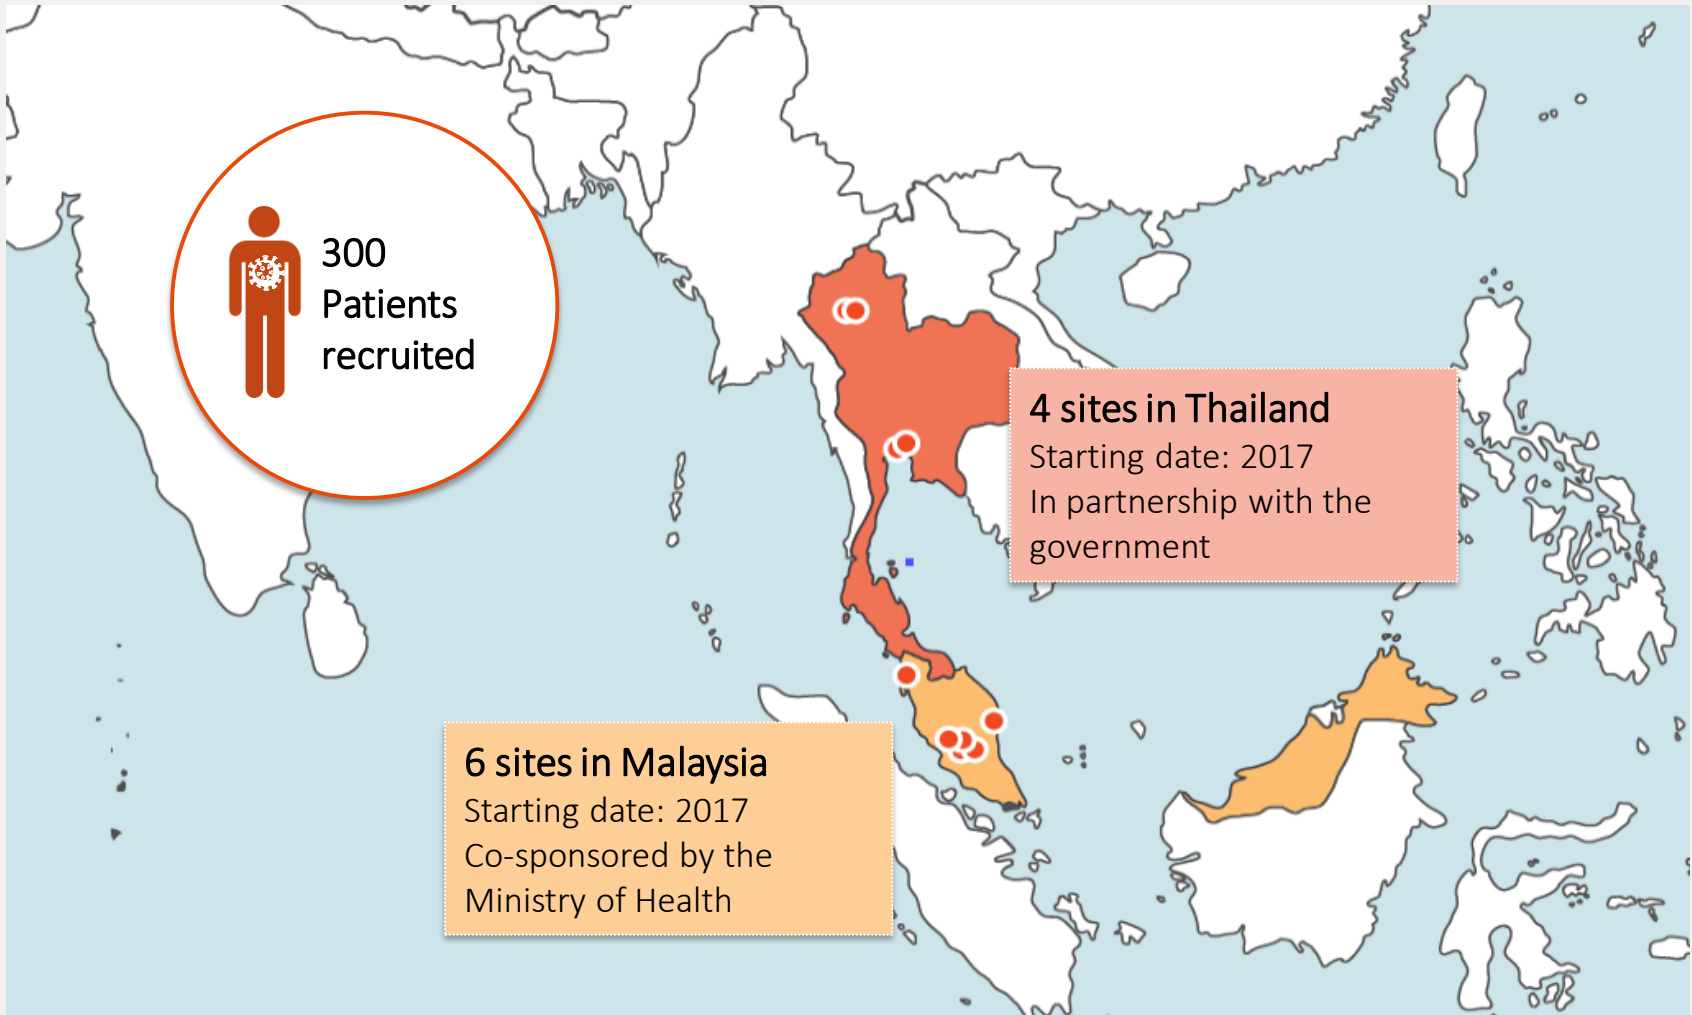 300
Patients
recruited
4 sites in Thailand
Starting date: 2017
In partnership with the
government
6 sites in Malaysia
Starting date: 2017
Co-sponsored by the
Ministry of Health